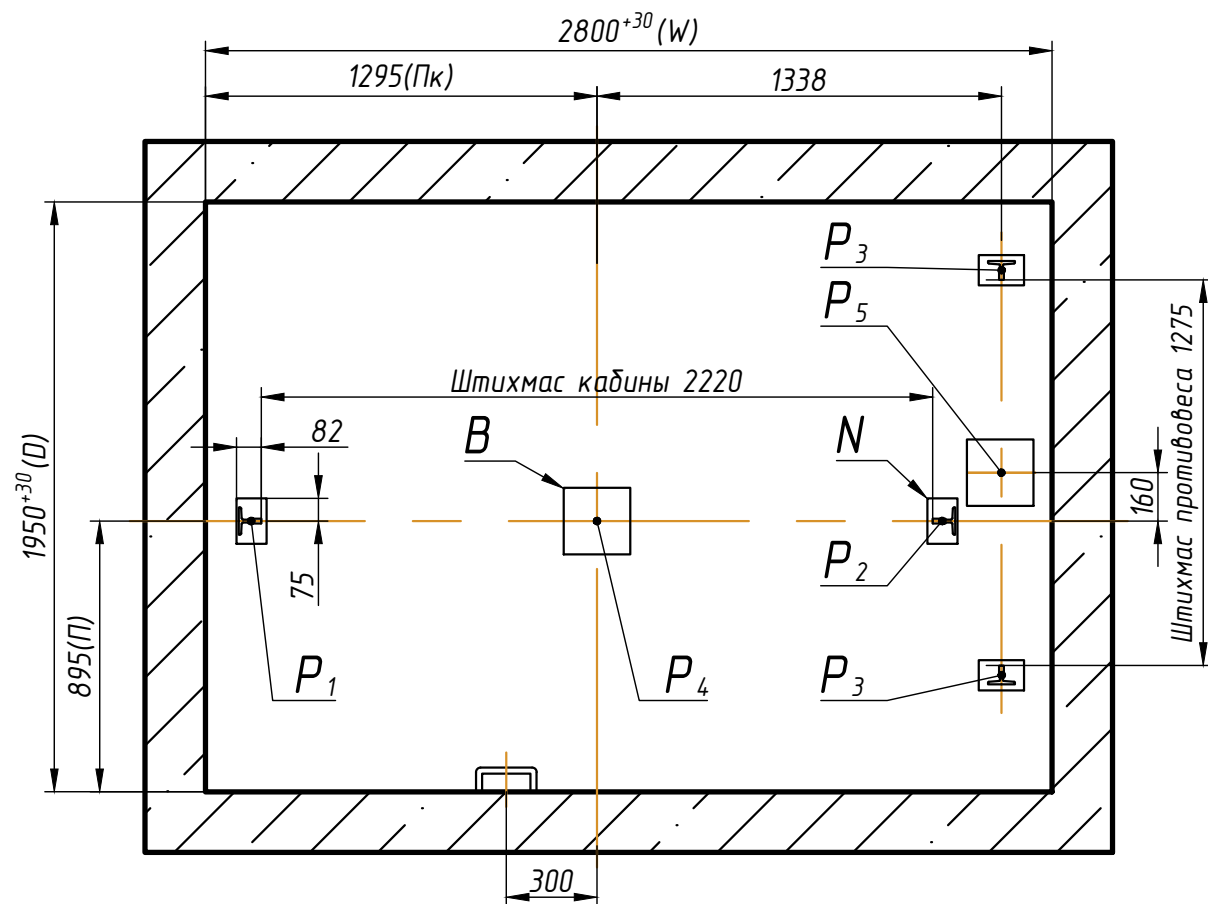 2800+30(W)
1295(Пк)
1338
P3
P5
Штихмас кабины 2220
82
B
N
1950+30(D)
160
Штихмас противовеса 1275
75
P2
895(П)
P1
P4
P3
300